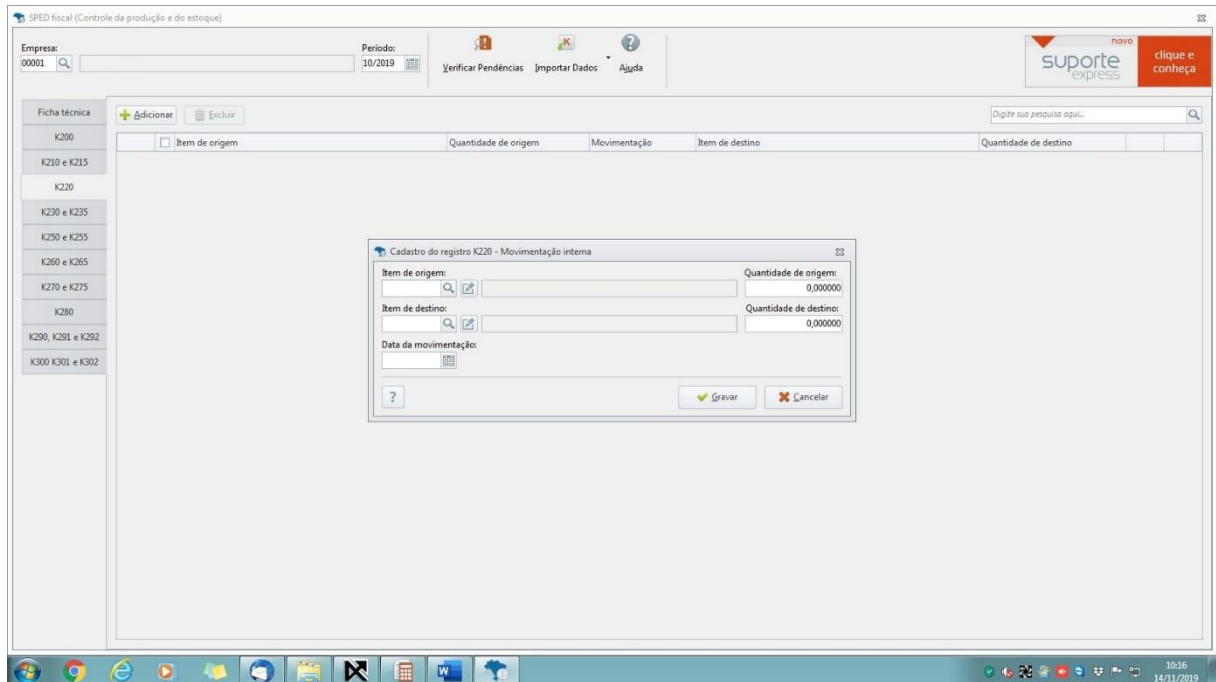 SPED fiscal (Controle da produção e do estoque)
Empresa:
00001
Período:
10/2019
Verificar Pendências
Importar Dados
Ajuda
novo
suporte
express
clique e
conheça
Ficha técnica
K200
K210 e K215
K220
K230 e K235
K250 e K255
K260 e K265
K270 e K275
K280
K290, K291 e K292
K300 K301 e K302
Adicionar
Excluir
Digite sua pesquisa aqui...
Item de origem
Quantidade de origem
Movimentação
Item de destino
Quantidade de destino
Cadastro do registro K220 - Movimentação interna
Item de origem:
Quantidade de origem:
0,000000
Item de destino:
Quantidade de destino:
0,000000
Data da movimentação:
?
Gravar
Cancelar
10:16
14/11/2019